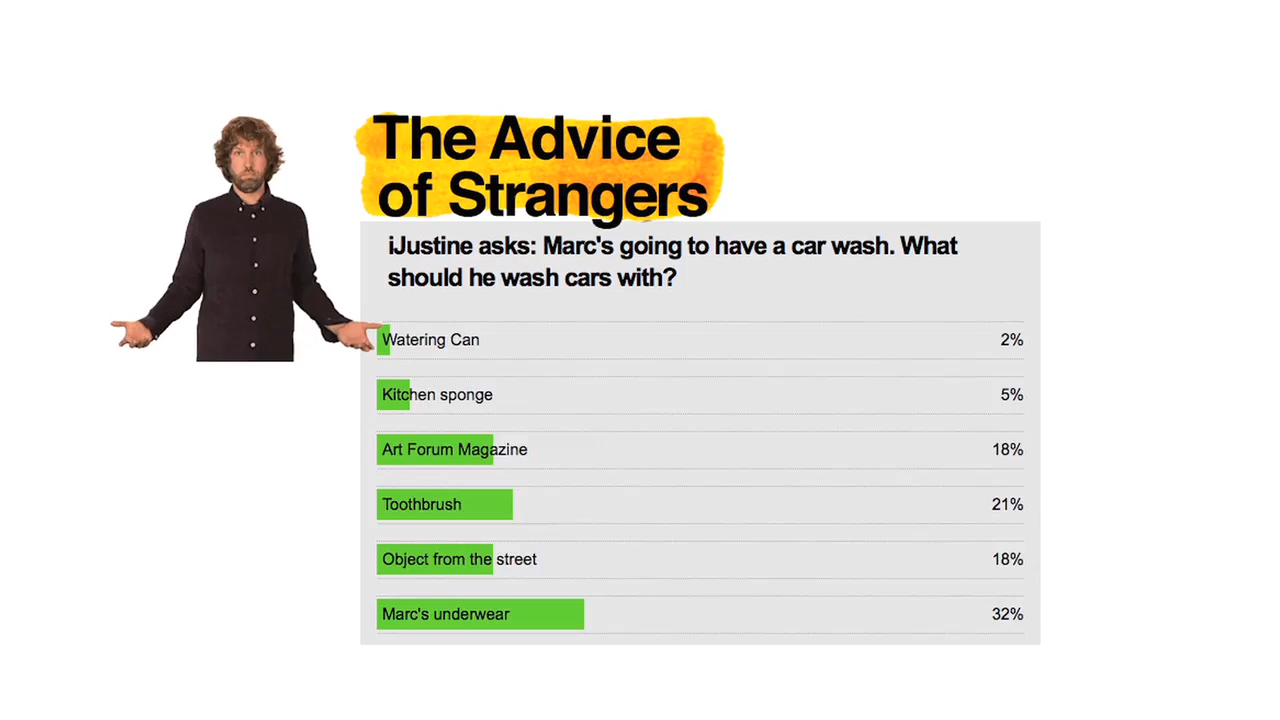 The Advice
of Strangers
iJustine asks: Marc's going to have a car wash. What
should he wash cars with?
Watering Can 2%
Kitchen sponge 5%
Art Forum Magazine 18%
Toothbrush 21%
Object from the street 18%
Marc's underwear 32%